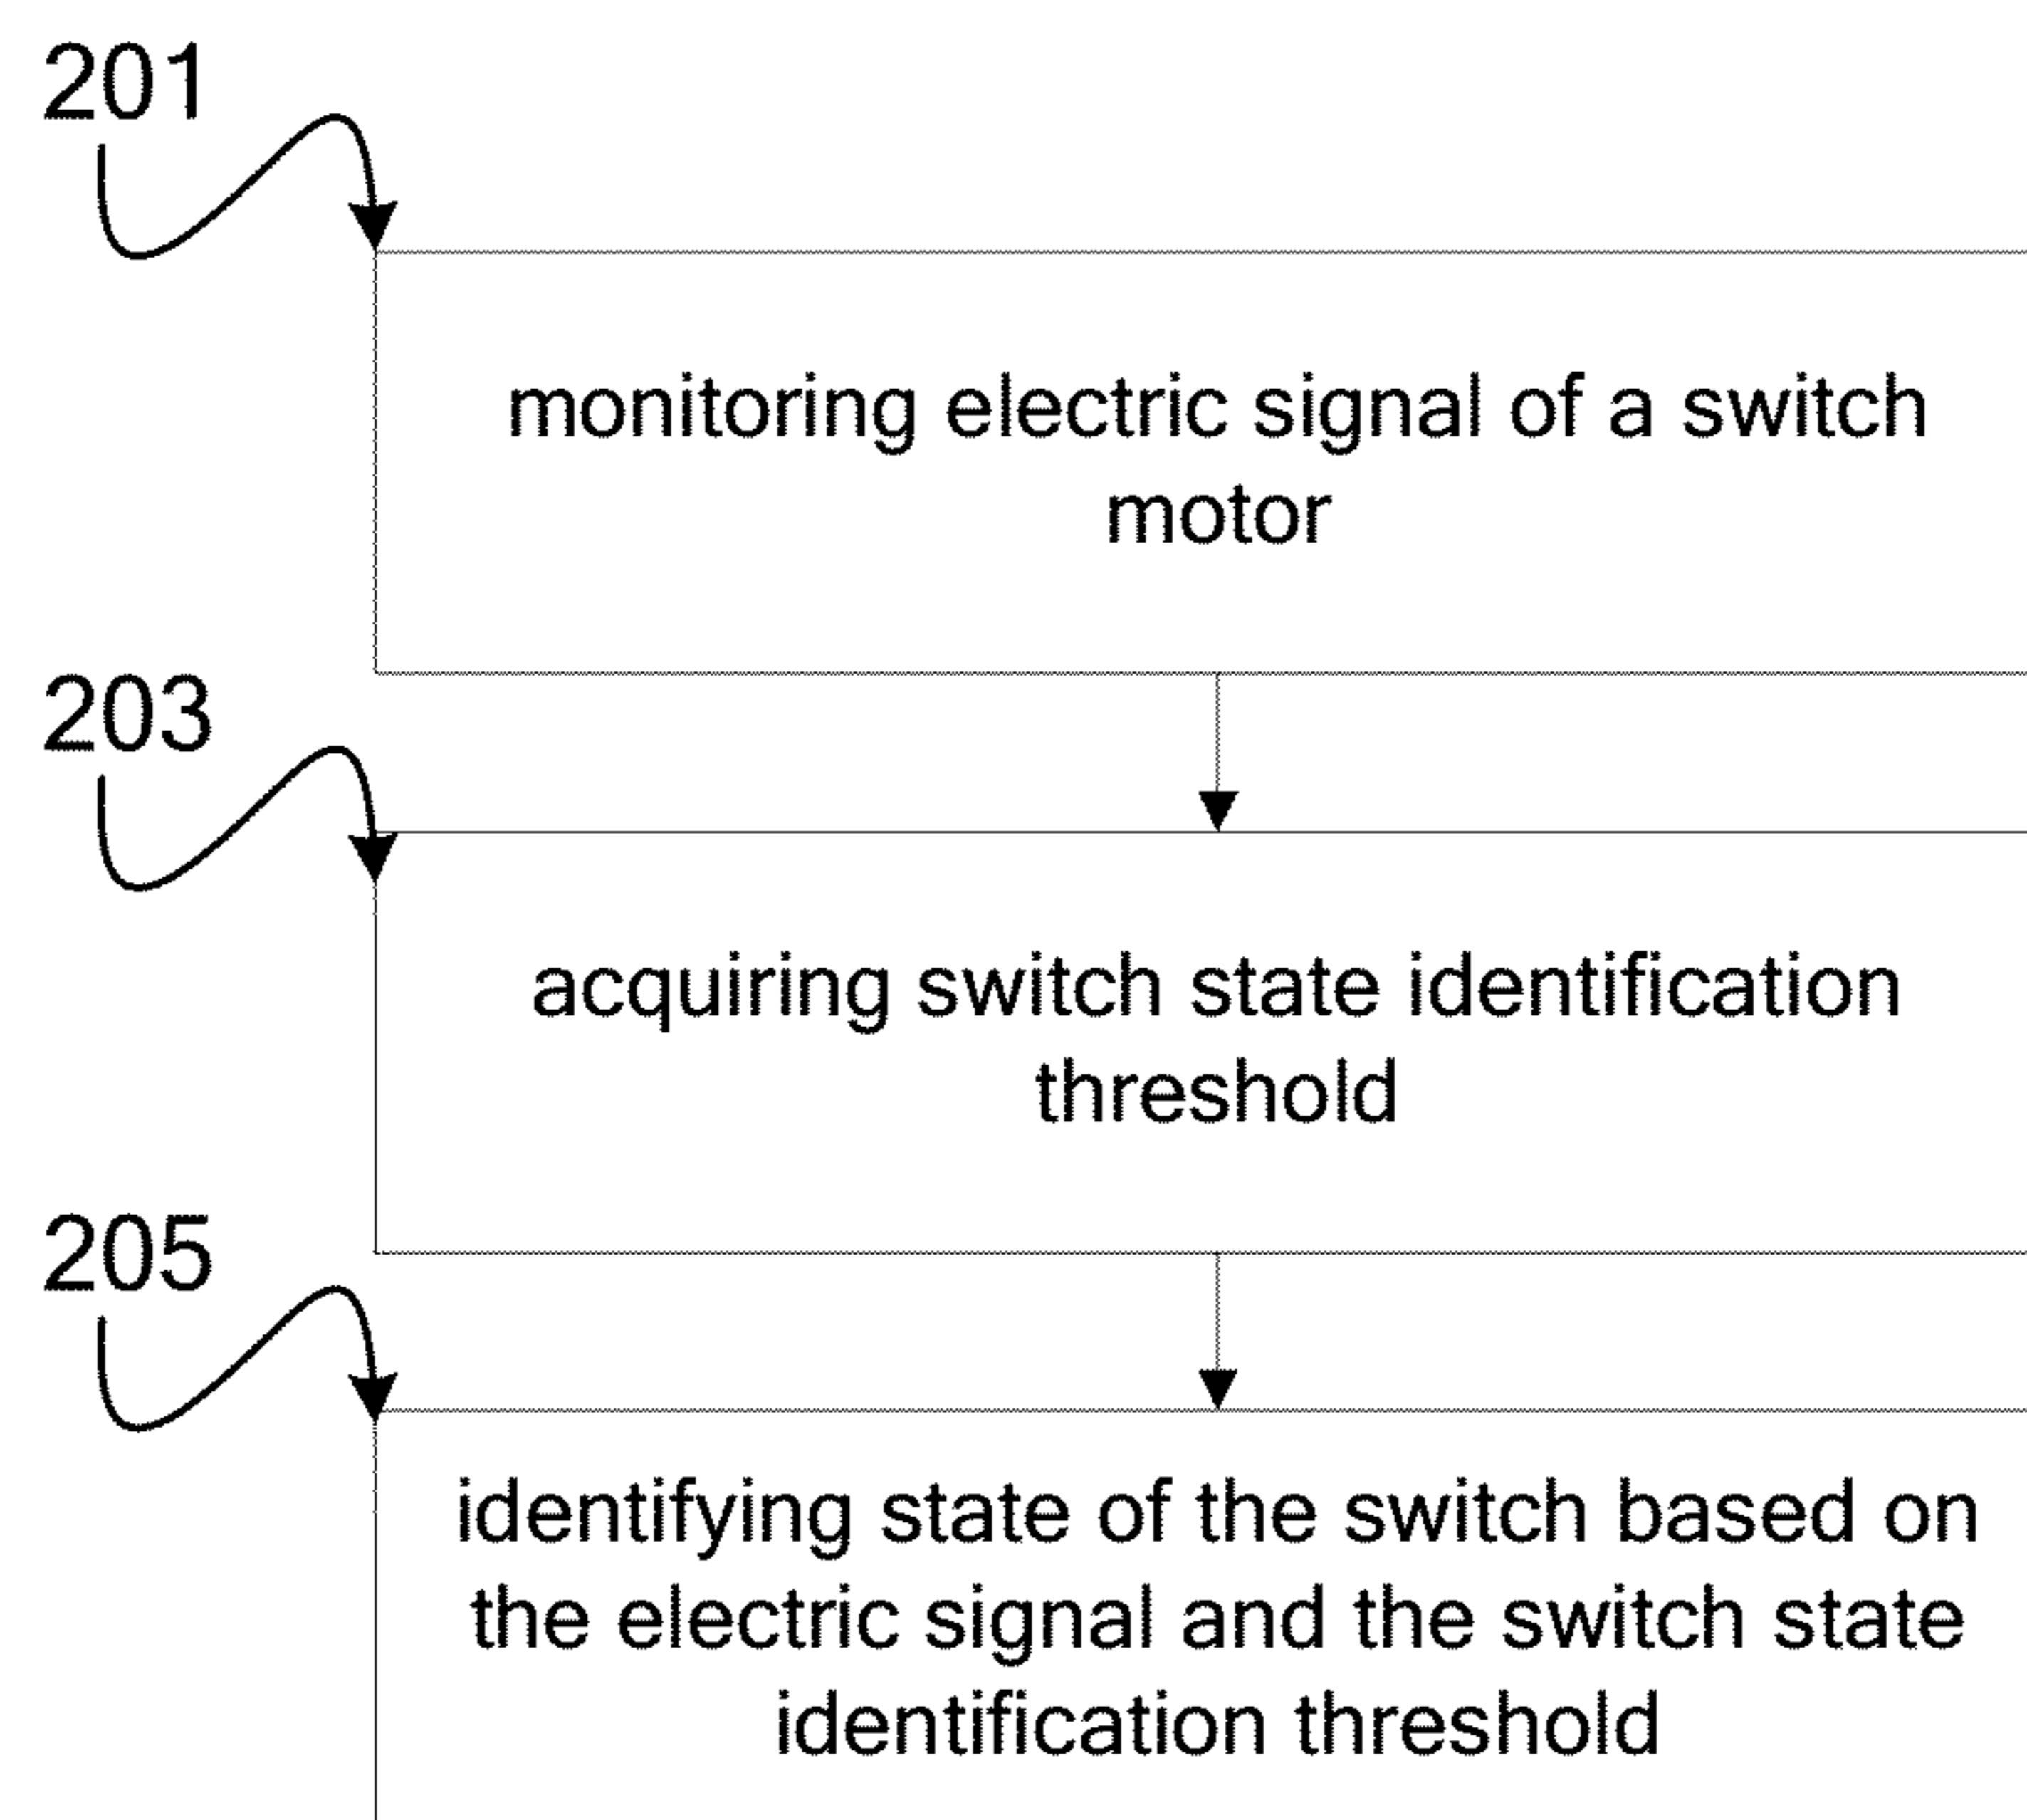 201
monitoring electric signal of a switch
motor
203
acquiring switch state identification
threshold
205
identifying state of the switch based on
the electric signal and the switch state
identification threshold